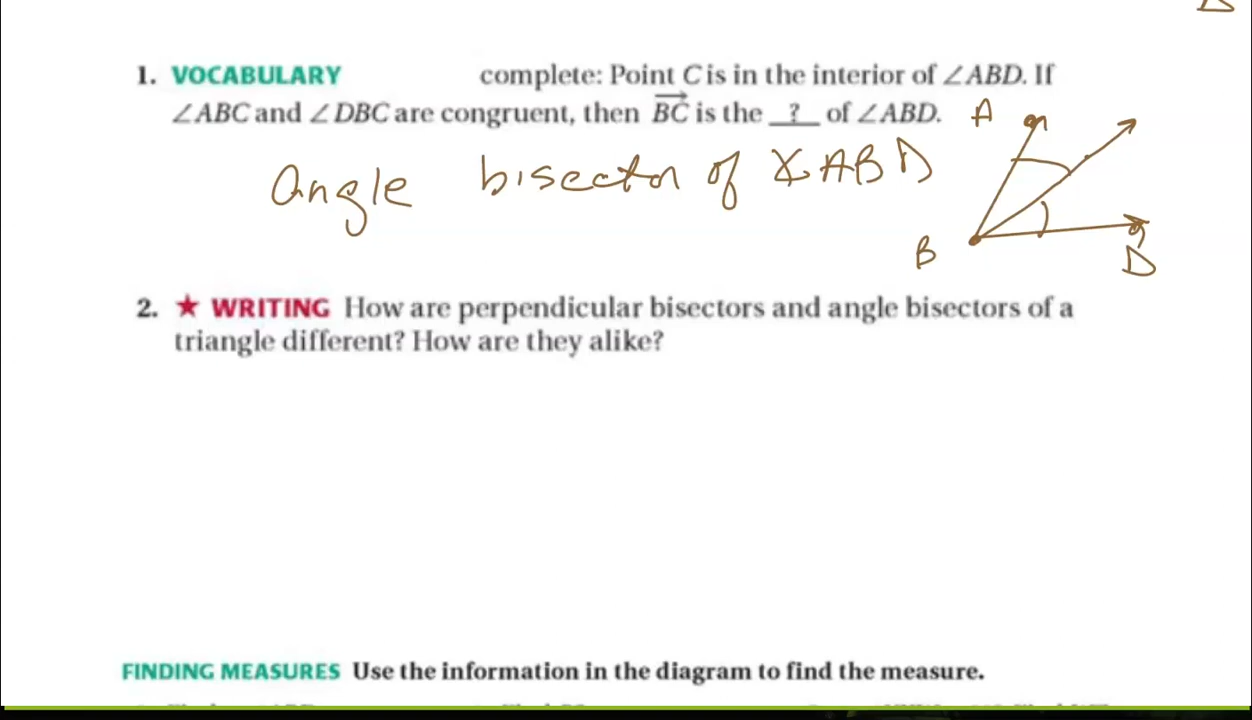 1. VOCABULARY complete: Point C is in the interior of ∠ABD. If
∠ABC and ∠DBC are congruent, then BC is the ? of ∠ABD.
A
angle bisector of ∡ABD
B
D
2. ★ WRITING How are perpendicular bisectors and angle bisectors of a
triangle different? How are they alike?
FINDING MEASURES Use the information in the diagram to find the measure.